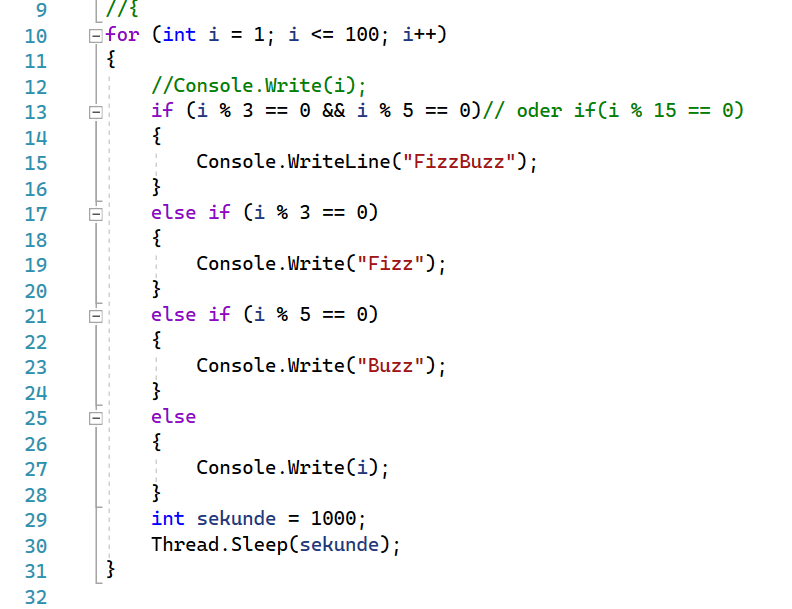 9 //{
10 for (int i = 1; i <= 100; i++)
11 {
12 //Console.Write(i);
13 if (i % 3 == 0 && i % 5 == 0)// oder if(i % 15 == 0)
14 {
15 Console.WriteLine("FizzBuzz");
16 }
17 else if (i % 3 == 0)
18 {
19 Console.Write("Fizz");
20 }
21 else if (i % 5 == 0)
22 {
23 Console.Write("Buzz");
24 }
25 else
26 {
27 Console.Write(i);
28 }
29 int sekunde = 1000;
30 Thread.Sleep(sekunde);
31 }
32